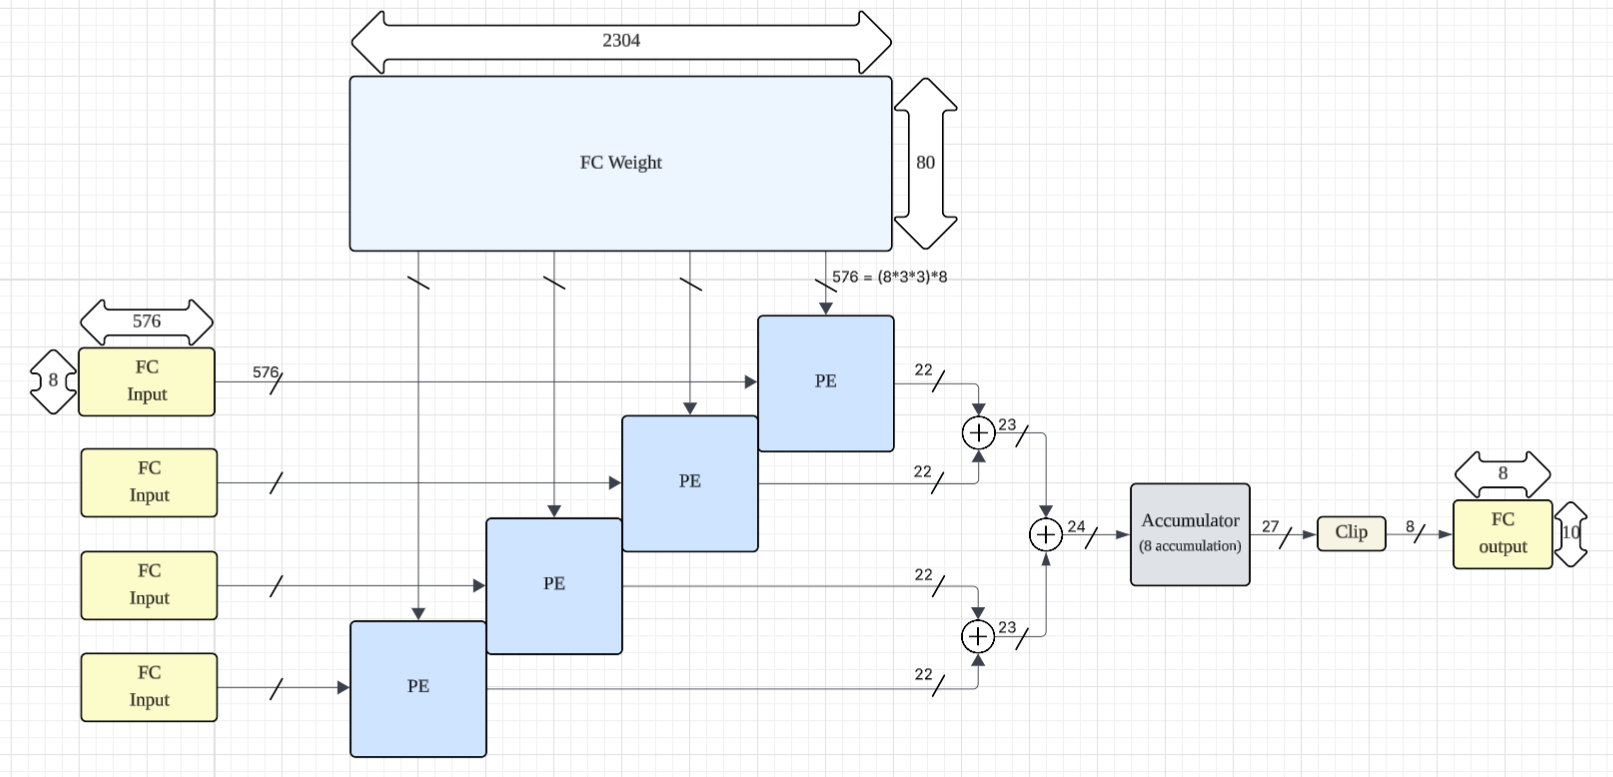 2304
FC Weight
80
576 = (8*3*3)*8
576
8
FC
Input
576
PE
22
23
FC
Input
PE
22
24
Accumulator
(8 accumulation)
27
Clip
8
8
FC
output
10
FC
Input
PE
22
23
FC
Input
PE
22